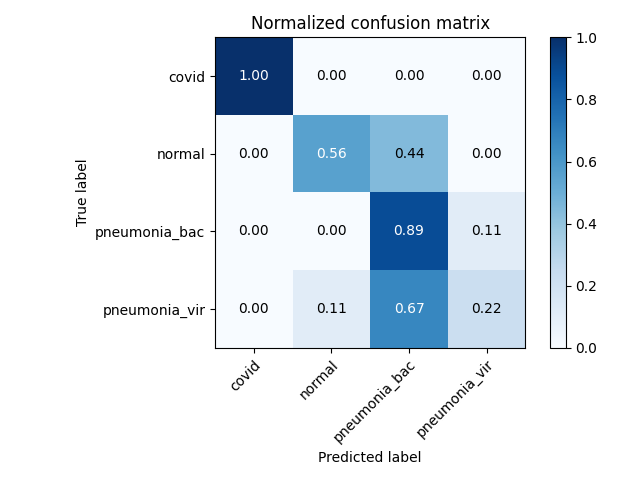 Normalized confusion matrix
True label
covid 1.00 0.00 0.00 0.00
normal 0.00 0.56 0.44 0.00
pneumonia_bac 0.00 0.00 0.89 0.11
pneumonia_vir 0.00 0.11 0.67 0.22
covid normal pneumonia_bac pneumonia_vir
Predicted label
1.0
0.8
0.6
0.4
0.2
0.0